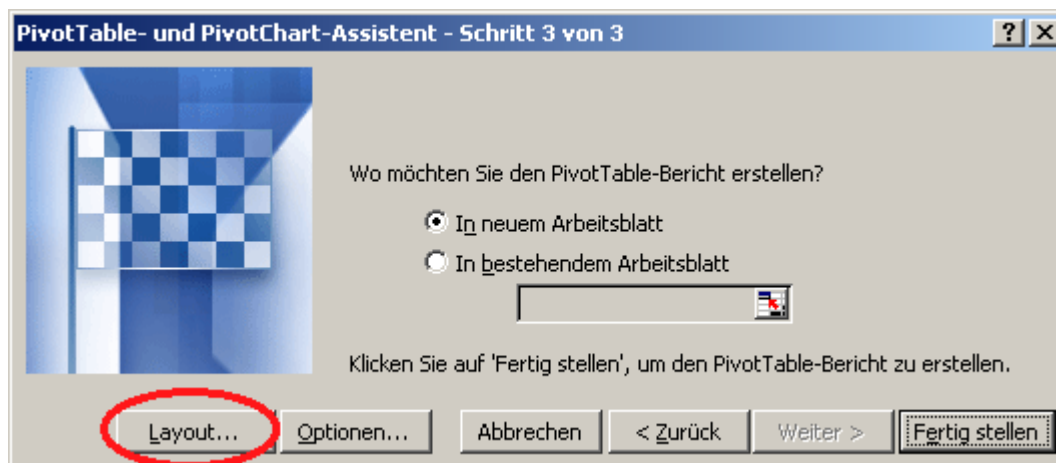 PivotTable- und PivotChart-Assistent - Schritt 3 von 3
Wo möchten Sie den PivotTable-Bericht erstellen?
In neuem Arbeitsblatt
In bestehendem Arbeitsblatt
Klicken Sie auf 'Fertig stellen', um den PivotTable-Bericht zu erstellen.
Layout... Optionen... Abbrechen < Zurück Weiter > Fertig stellen